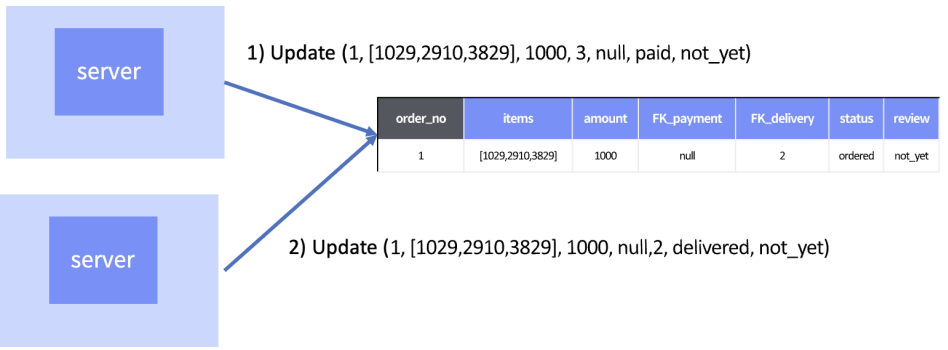 server
1) Update (1, [1029,2910,3829], 1000, 3, null, paid, not_yet)
order_no items amount FK_payment FK_delivery status review
1 [1029,2910,3829] 1000 null 2 ordered not_yet
server
2) Update (1, [1029,2910,3829], 1000, null,2, delivered, not_yet)